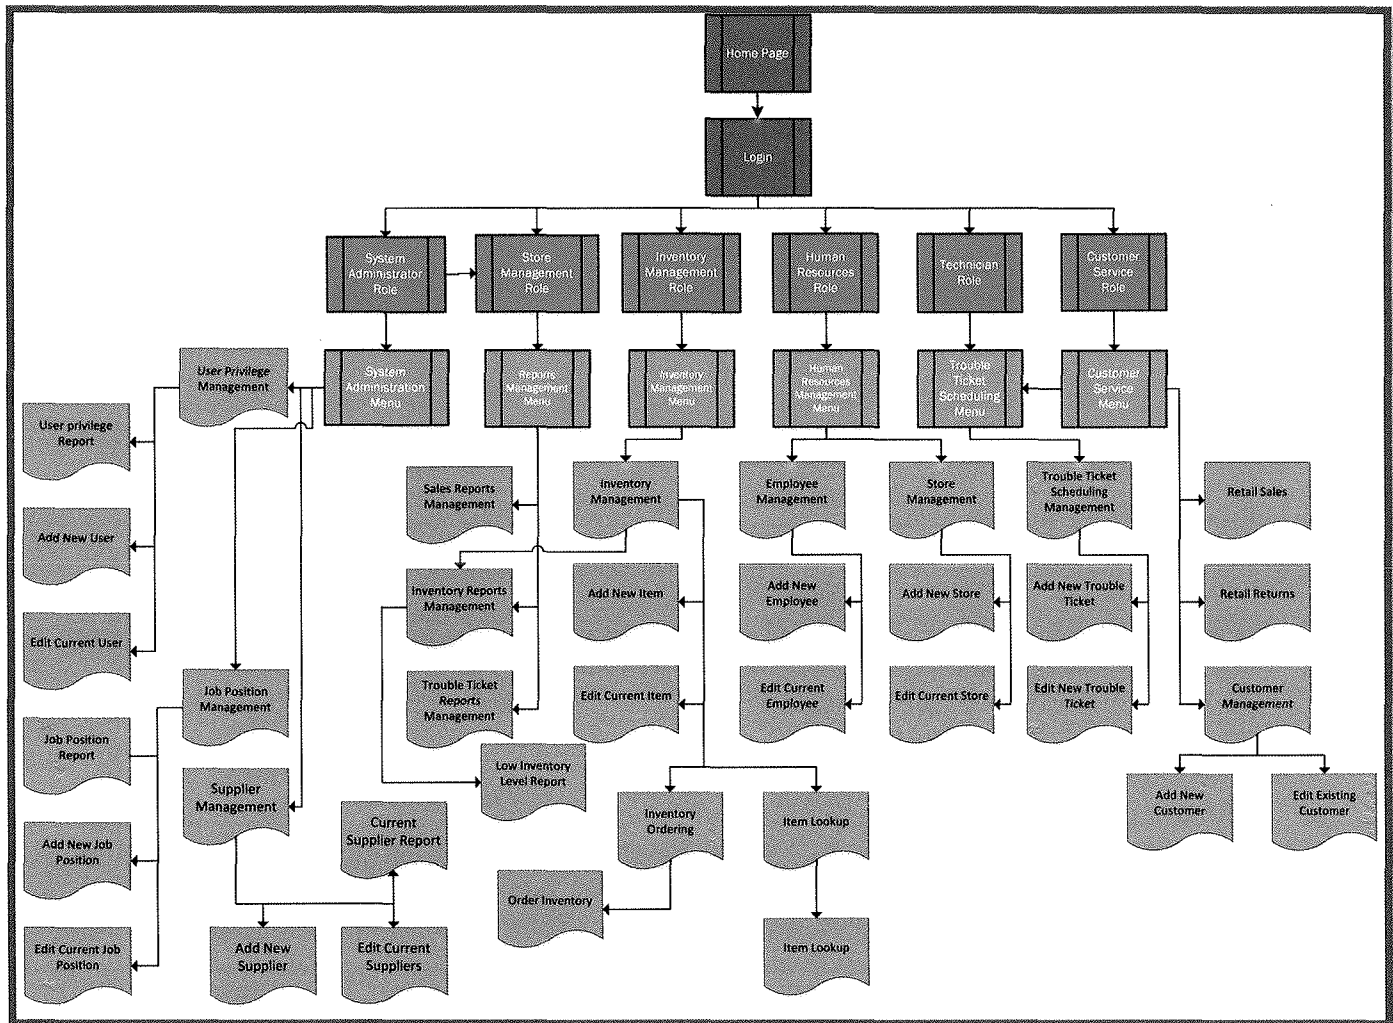 Home Page
Login
System
Administrator
Role
Store
Management
Role
Inventory
Management
Role
Human
Resources
Role
Technician
Role
Customer
Service
Role
User Privilege
Management
System
Administration
Menu
Reports
Management
Menu
Inventory
Management
Menu
Human
Resources
Management
Menu
Trouble
Ticket
Scheduling
Menu
Customer
Service
Menu
User privilege
Report
Sales Reports
Management
Inventory
Management
Employee
Management
Store
Management
Trouble Ticket
Scheduling
Management
Retail Sales
Add New User
Inventory Reports
Management
Add New Item
Add New
Employee
Add New Store
Add New Trouble
Ticket
Retail Returns
Edit Current User
Job Position
Management
Trouble Ticket
Reports
Management
Edit Current Item
Edit Current
Employee
Edit Current Store
Edit New Trouble
Ticket
Customer
Management
Job Position
Report
Supplier
Management
Low Inventory
Level Report
Current
Supplier Report
Inventory
Ordering
Item Lookup
Add New
Customer
Edit Existing
Customer
Add New Job
Position
Order Inventory
Edit Current Job
Position
Add New
Supplier
Edit Current
Suppliers
Item Lookup